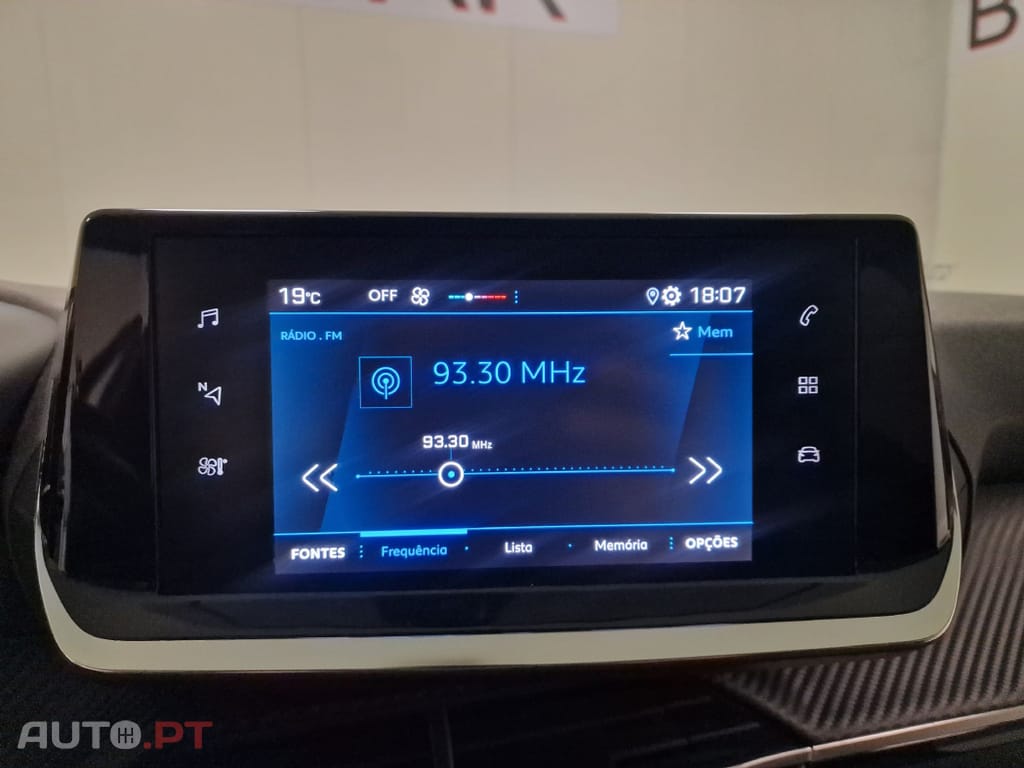 19°C OFF 18:07
RÁDIO . FM
Mem
93.30 MHz
93.30 MHz
N
FONTES Frequência Lista Memória OPÇÕES
AUTO.PT